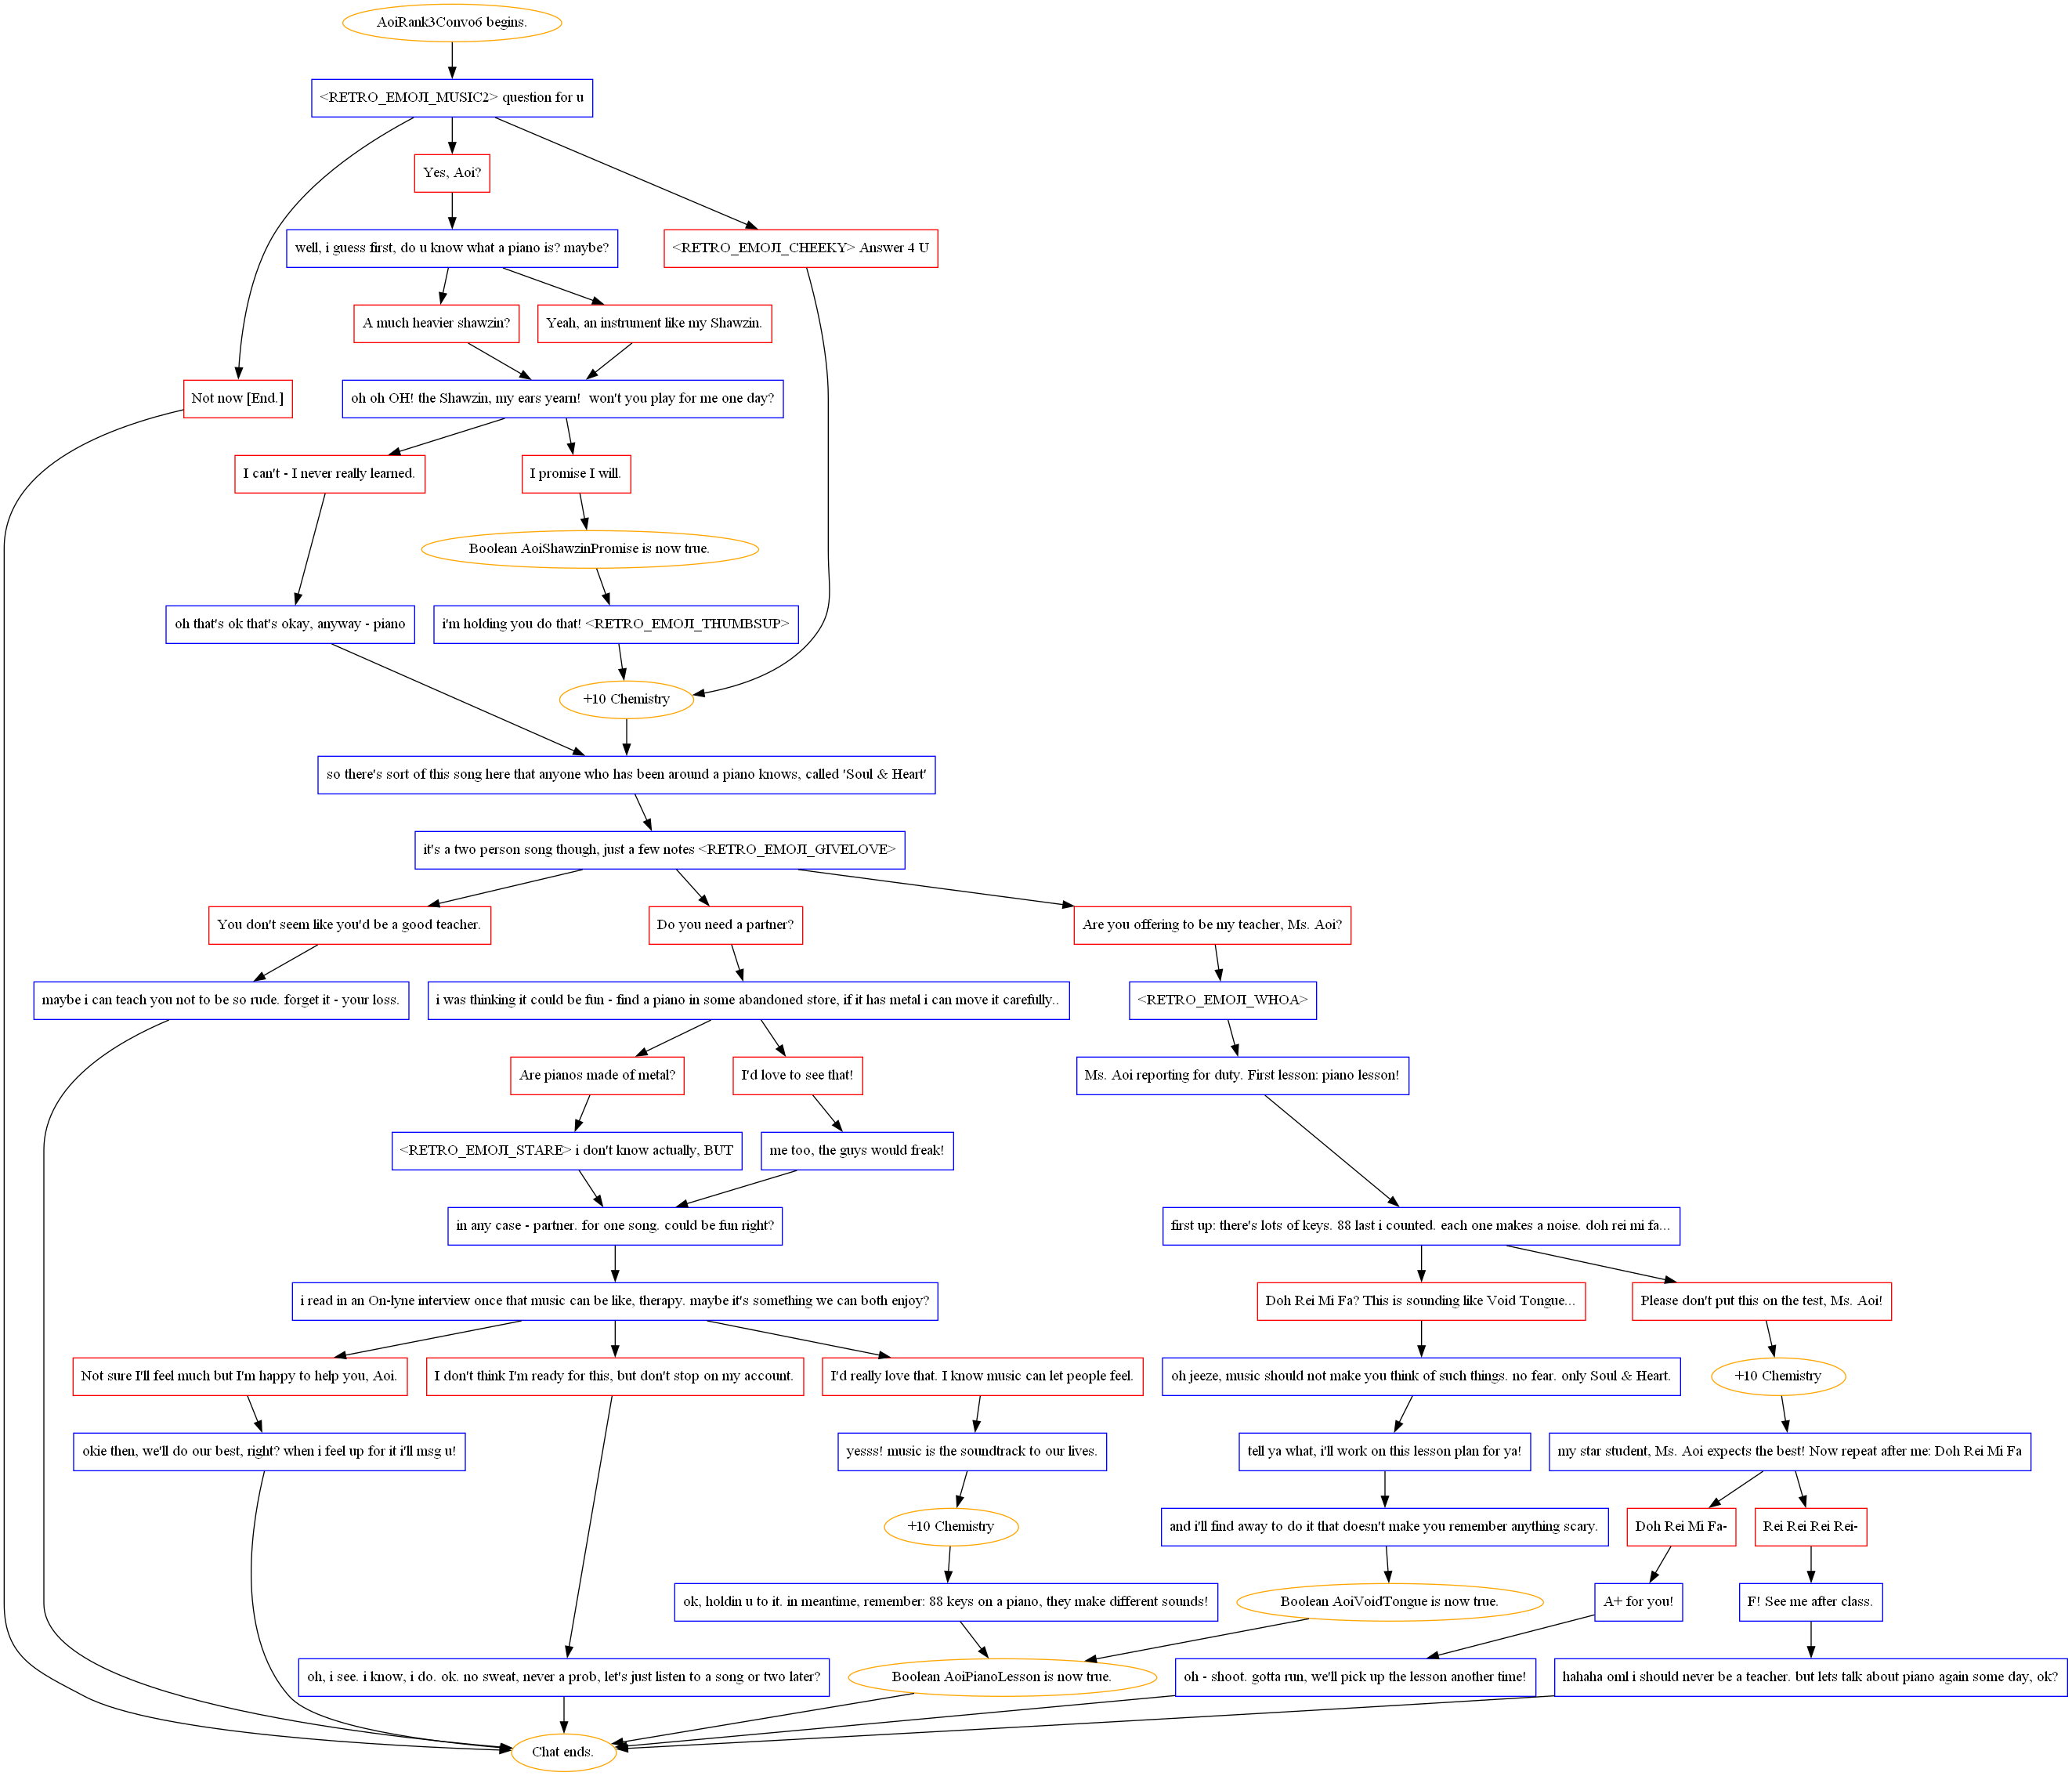 AoiRank3Convo6 begins.
<RETRO_EMOJI_MUSIC2> question for u
Yes, Aoi?
well, i guess first, do u know what a piano is? maybe?
<RETRO_EMOJI_CHEEKY> Answer 4 U
A much heavier shawzin?
Yeah, an instrument like my Shawzin.
Not now [End.]
oh oh OH! the Shawzin, my ears yearn!  won't you play for me one day?
I can't - I never really learned.
I promise I will.
Boolean AoiShawzinPromise is now true.
oh that's ok that's okay, anyway - piano
i'm holding you do that! <RETRO_EMOJI_THUMBSUP>
+10 Chemistry
so there's sort of this song here that anyone who has been around a piano knows, called 'Soul & Heart'
it's a two person song though, just a few notes <RETRO_EMOJI_GIVELOVE>
You don't seem like you'd be a good teacher.
Do you need a partner?
Are you offering to be my teacher, Ms. Aoi?
maybe i can teach you not to be so rude. forget it - your loss.
i was thinking it could be fun - find a piano in some abandoned store, if it has metal i can move it carefully..
<RETRO_EMOJI_WHOA>
Are pianos made of metal?
I'd love to see that!
Ms. Aoi reporting for duty. First lesson: piano lesson!
<RETRO_EMOJI_STARE> i don't know actually, BUT
me too, the guys would freak!
in any case - partner. for one song. could be fun right?
first up: there's lots of keys. 88 last i counted. each one makes a noise. doh rei mi fa...
i read in an On-lyne interview once that music can be like, therapy. maybe it's something we can both enjoy?
Doh Rei Mi Fa? This is sounding like Void Tongue...
Please don't put this on the test, Ms. Aoi!
Not sure I'll feel much but I'm happy to help you, Aoi.
I don't think I'm ready for this, but don't stop on my account.
I'd really love that. I know music can let people feel.
oh jeeze, music should not make you think of such things. no fear. only Soul & Heart.
+10 Chemistry
okie then, we'll do our best, right? when i feel up for it i'll msg u!
yesss! music is the soundtrack to our lives.
tell ya what, i'll work on this lesson plan for ya!
my star student, Ms. Aoi expects the best! Now repeat after me: Doh Rei Mi Fa
+10 Chemistry
and i'll find away to do it that doesn't make you remember anything scary.
Doh Rei Mi Fa-
Rei Rei Rei Rei-
ok, holdin u to it. in meantime, remember: 88 keys on a piano, they make different sounds!
Boolean AoiVoidTongue is now true.
A+ for you!
F! See me after class.
oh, i see. i know, i do. ok. no sweat, never a prob, let's just listen to a song or two later?
Boolean AoiPianoLesson is now true.
oh - shoot. gotta run, we'll pick up the lesson another time!
hahaha oml i should never be a teacher. but lets talk about piano again some day, ok?
Chat ends.